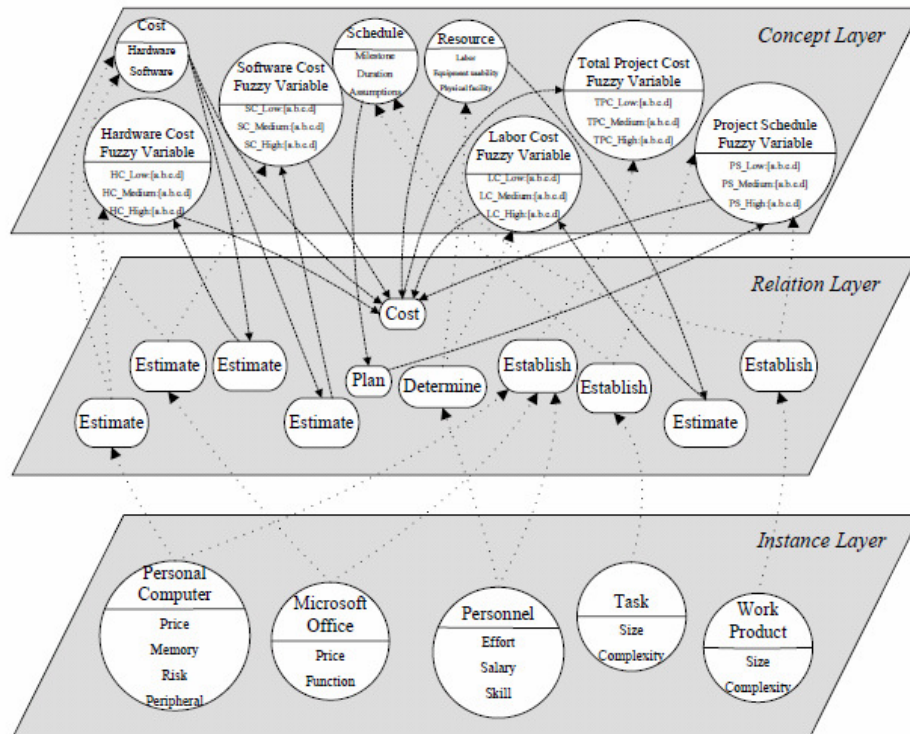 Concept Layer
Cost
Hardware
Software
Software Cost
Fuzzy Variable
SC_Low:[a.b.c.d]
SC_Medium:[a.b.c.d]
SC_High:[a.b.c.d]
Schedule
Milestone
Duration
Assumptions
Resource
Labor
Equipment usability
Physical facility
Total Project Cost
Fuzzy Variable
TPC_Low:[a.b.c.d]
TPC_Medium:[a.b.c.d]
TPC_High:[a.b.c.d]
Hardware Cost
Fuzzy Variable
HC_Low:[a.b.c.d]
HC_Medium:[a.b.c.d]
HC_High:[a.b.c.d]
Labor Cost
Fuzzy Variable
LC_Low:[a.b.c.d]
LC_Medium:[a.b.c.d]
LC_High:[a.b.c.d]
Project Schedule
Fuzzy Variable
PS_Low:[a.b.c.d]
PS_Medium:[a.b.c.d]
PS_High:[a.b.c.d]
Relation Layer
Cost
Estimate
Estimate
Plan
Determine
Establish
Establish
Establish
Estimate
Estimate
Estimate
Instance Layer
Personal
Computer
Price
Memory
Risk
Peripheral
Microsoft
Office
Price
Function
Personnel
Effort
Salary
Skill
Task
Size
Complexity
Work
Product
Size
Complexity